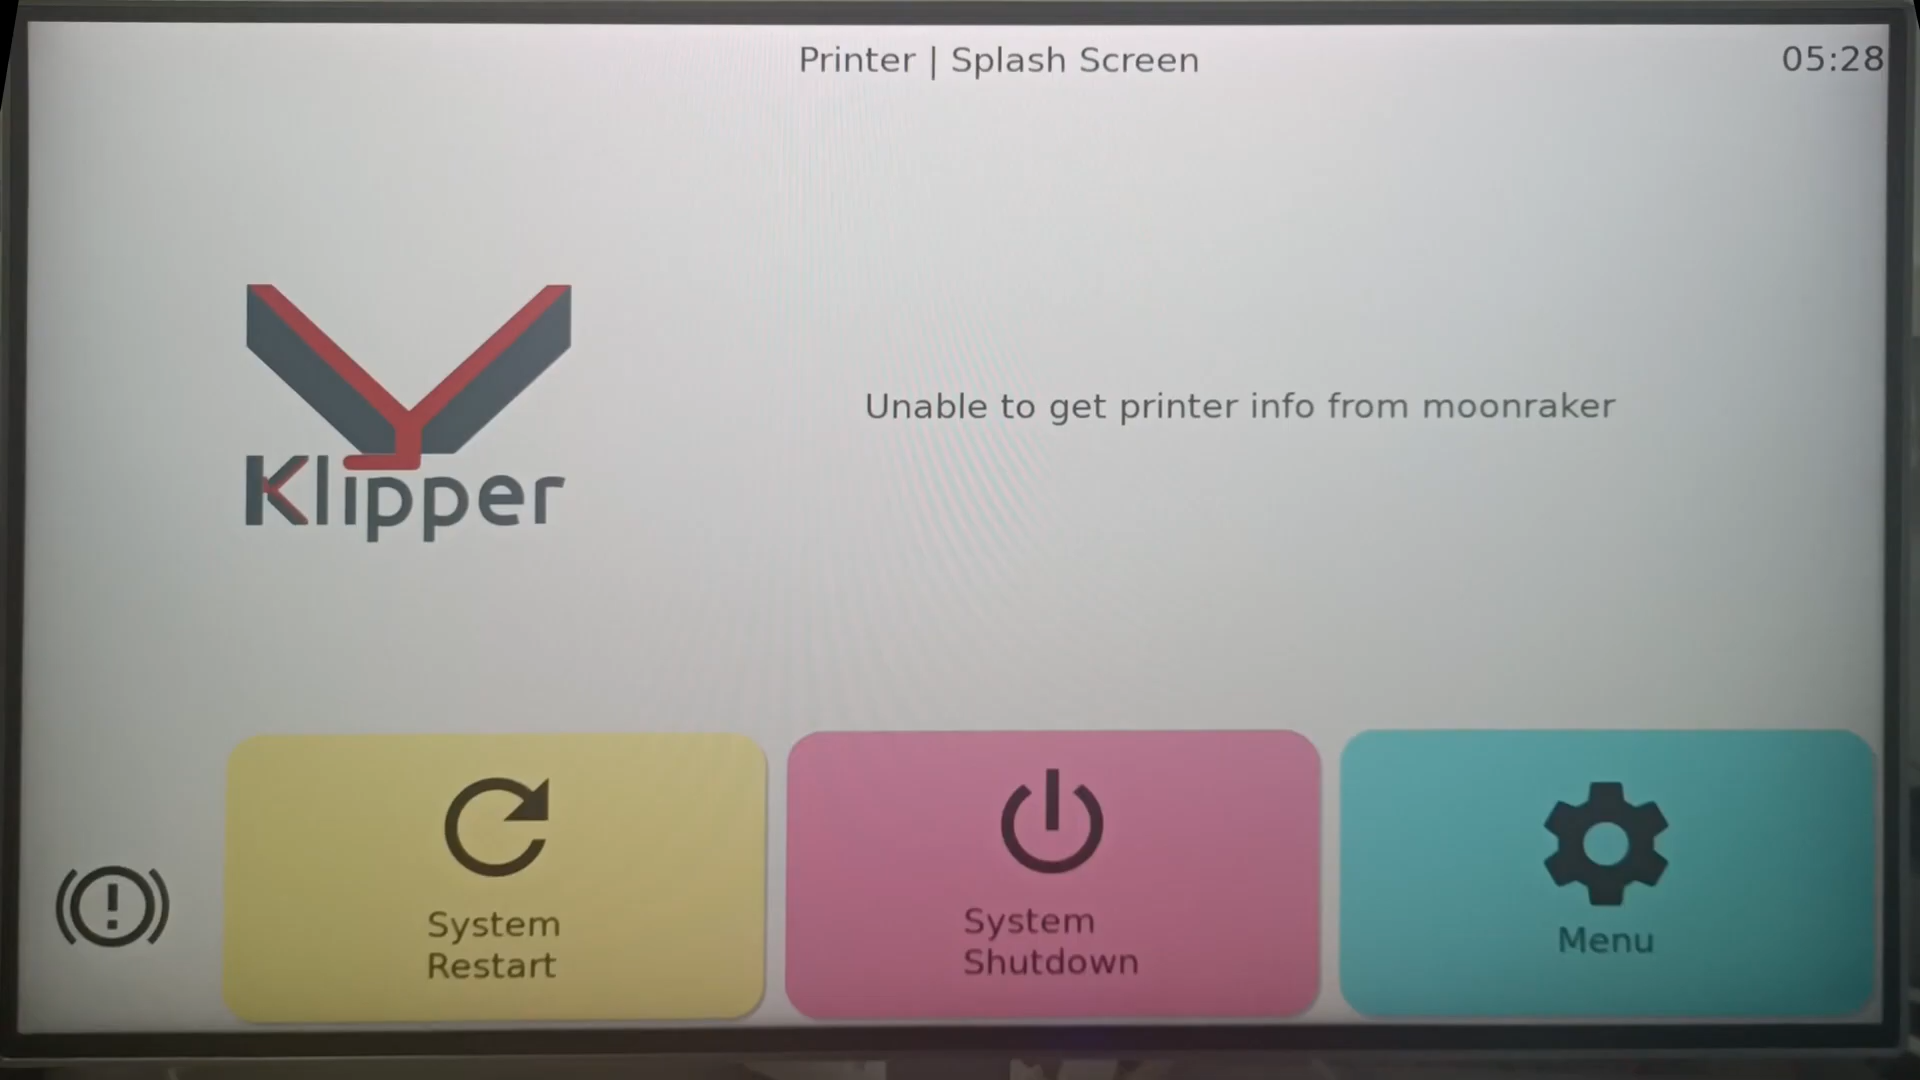 Printer | Splash Screen
05:28
Klipper
Unable to get printer info from moonraker
System
Restart
System
Shutdown
Menu